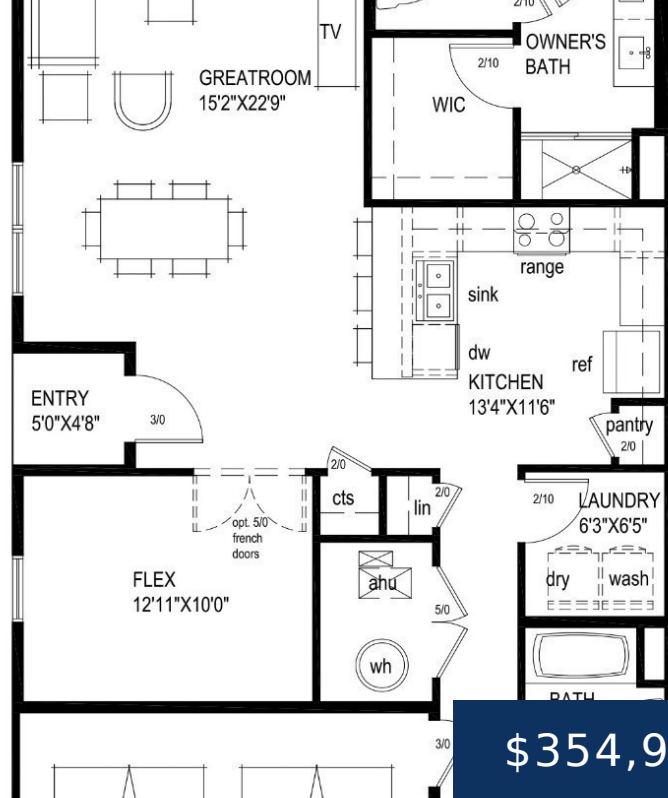 2/10
TV
OWNER'S
BATH
2/10
GREATROOM
15'2"X22'9"
WIC
range
sink
dw
ref
KITCHEN
13'4"X11'6"
ENTRY
5'0"X4'8"
3/0
pantry
2/0
2/0
cts
lin
2/0
2/10
LAUNDRY
6'3"X6'5"
opt. 5/0
french
doors
FLEX
12'11"X10'0"
ahu
5/0
dry
wash
wh
BATH
3/0
$354,9